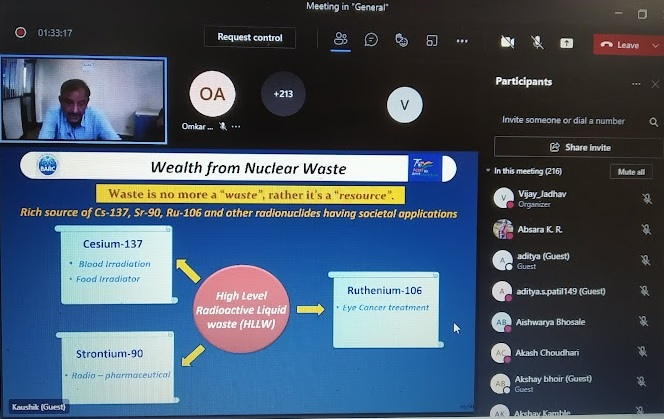 Meeting in "General"
01:33:17
Request control
Leave
OA
+213
V
Omkar ...
Participants
Invite someone or dial a number
Share invite
In this meeting (216)
Mute all
V
Vijay_Jadhav
Organizer
Absara K. R.
A
aditya (Guest)
Guest
A
aditya.s.patil149 (Guest)
AB
Aishwarya Bhosale
AC
Akash Choudhari
AB
Akshay bhoir (Guest)
Guest
AK
Akshay Kamble
BARC
Wealth from Nuclear Waste
Waste is no more a "waste", rather it's a "resource".
Rich source of Cs-137, Sr-90, Ru-106 and other radionuclides having societal applications
Cesium-137
• Blood Irradiation
• Food Irradiator
High Level
Radioactive Liquid
waste (HLLW)
Ruthenium-106
• Eye Cancer treatment
Strontium-90
• Radio – pharmaceutical
Kaushik (Guest)